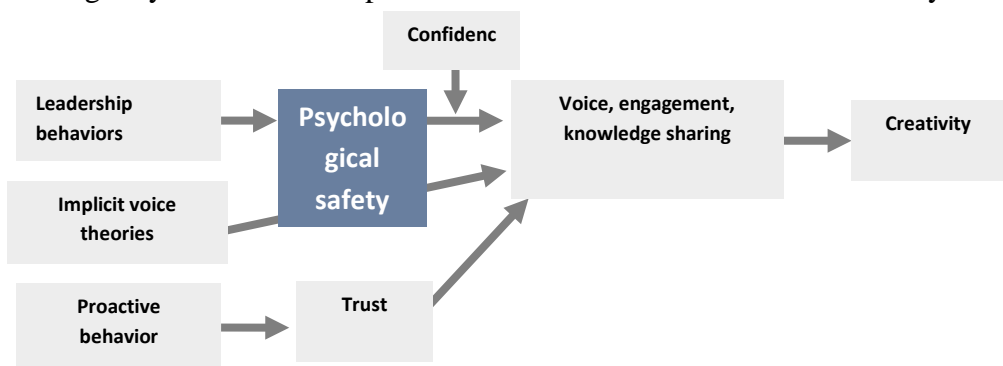 Confidenc
Leadership
behaviors
Psycholo
gical
safety
Voice, engagement,
knowledge sharing
Creativity
Implicit voice
theories
Proactive
behavior
Trust